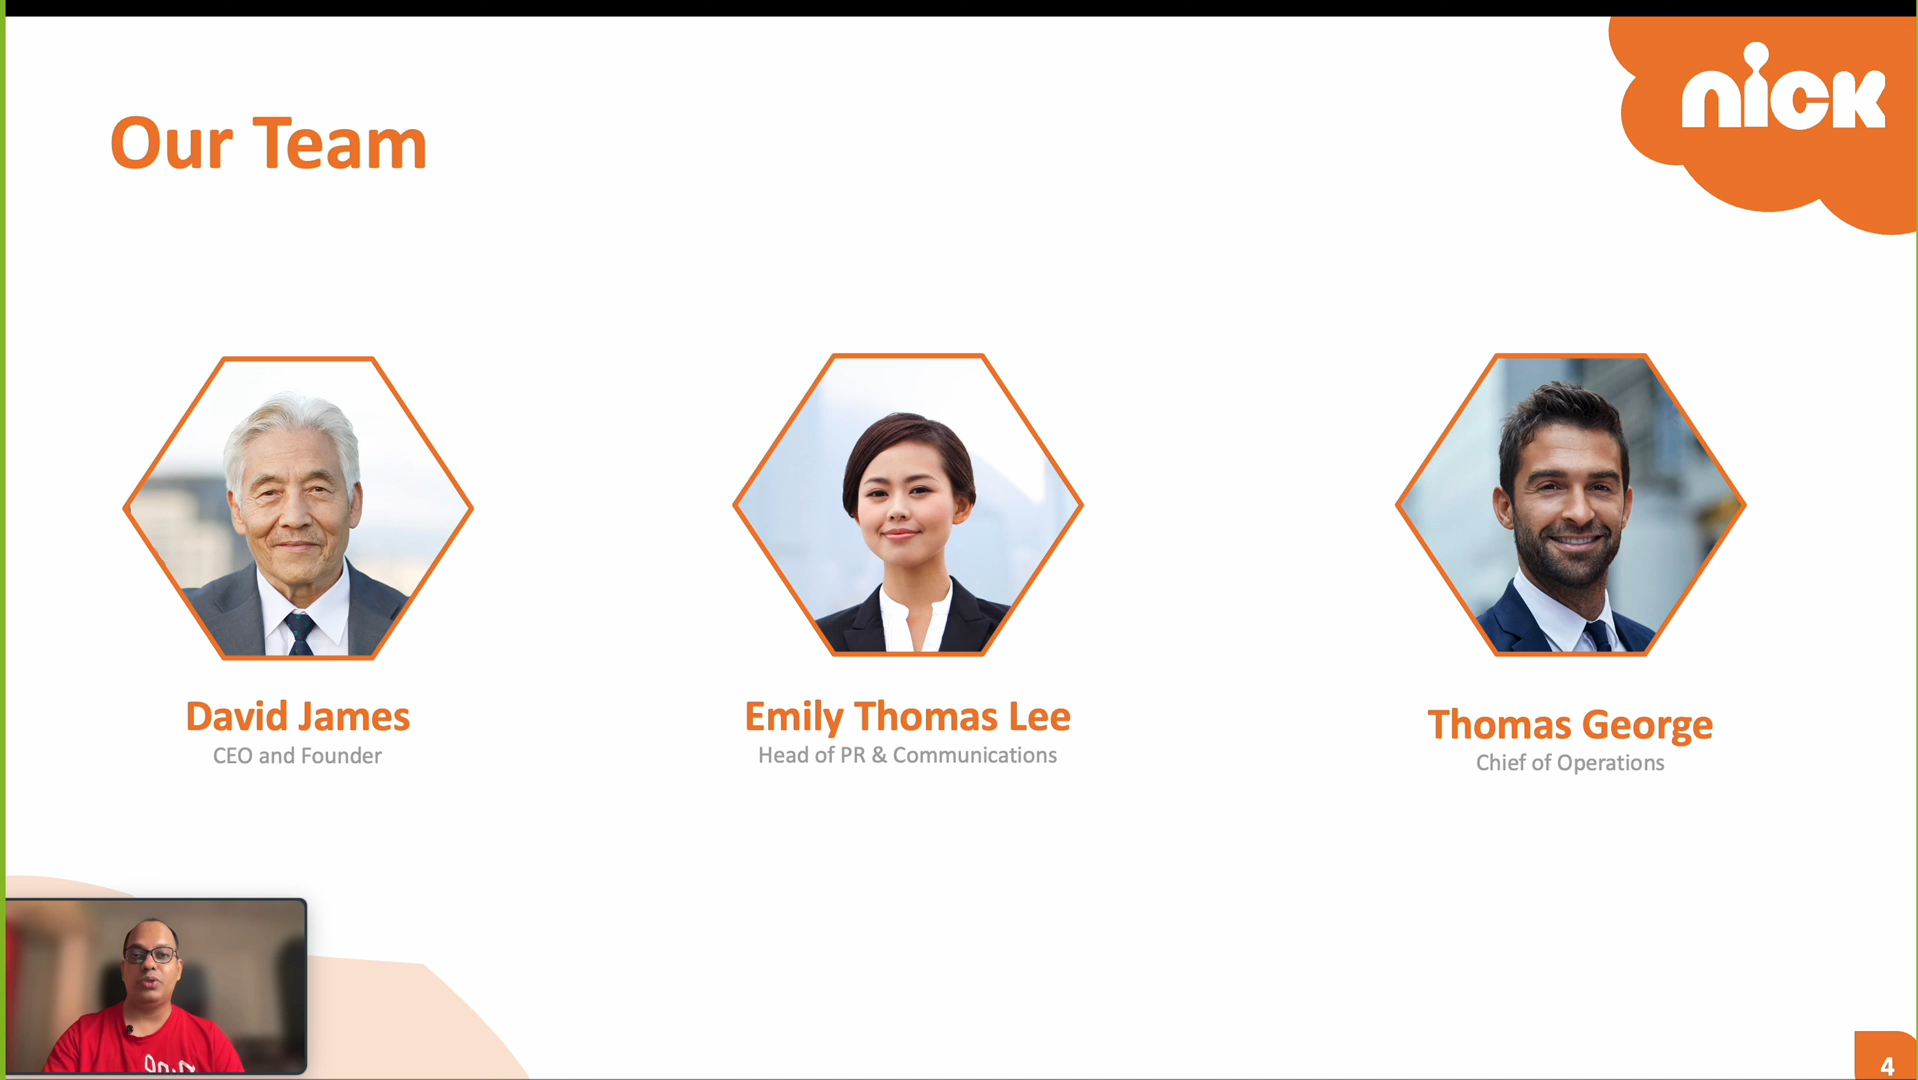 nick
Our Team
David James
CEO and Founder
Emily Thomas Lee
Head of PR & Communications
Thomas George
Chief of Operations
4